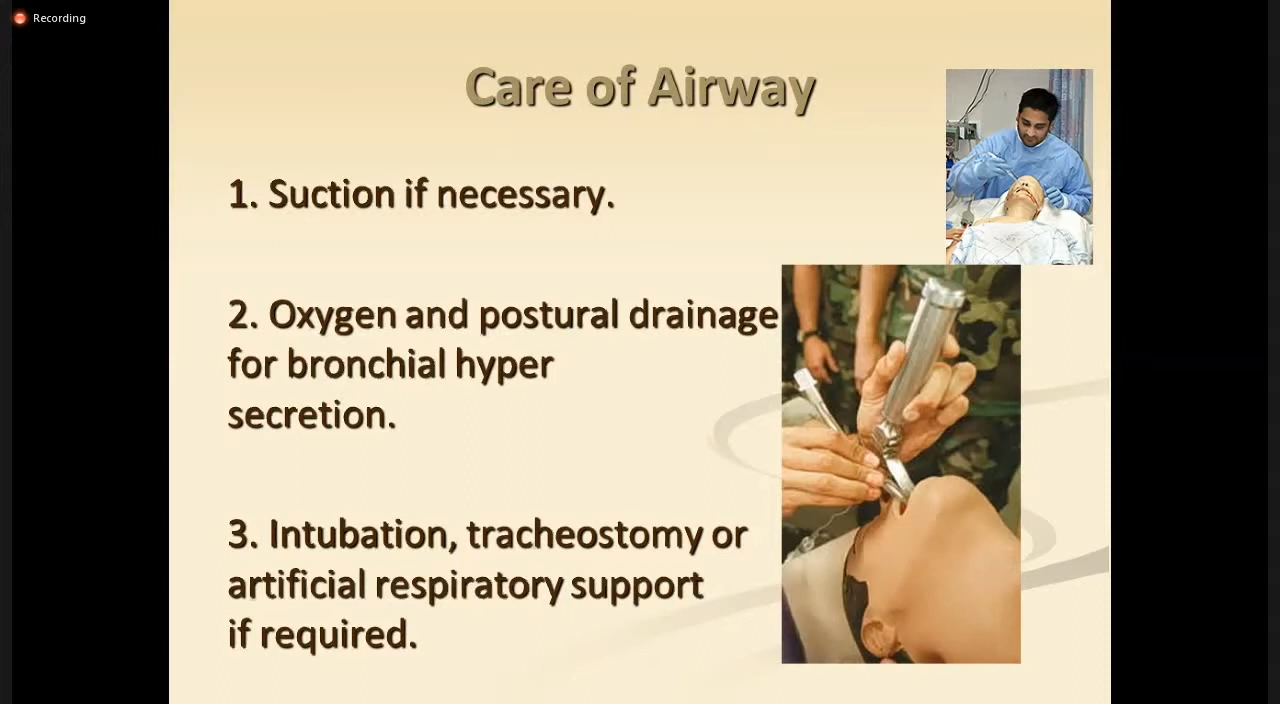 Recording
Care of Airway
1. Suction if necessary.
2. Oxygen and postural drainage
for bronchial hyper
secretion.
3. Intubation, tracheostomy or
artificial respiratory support
if required.